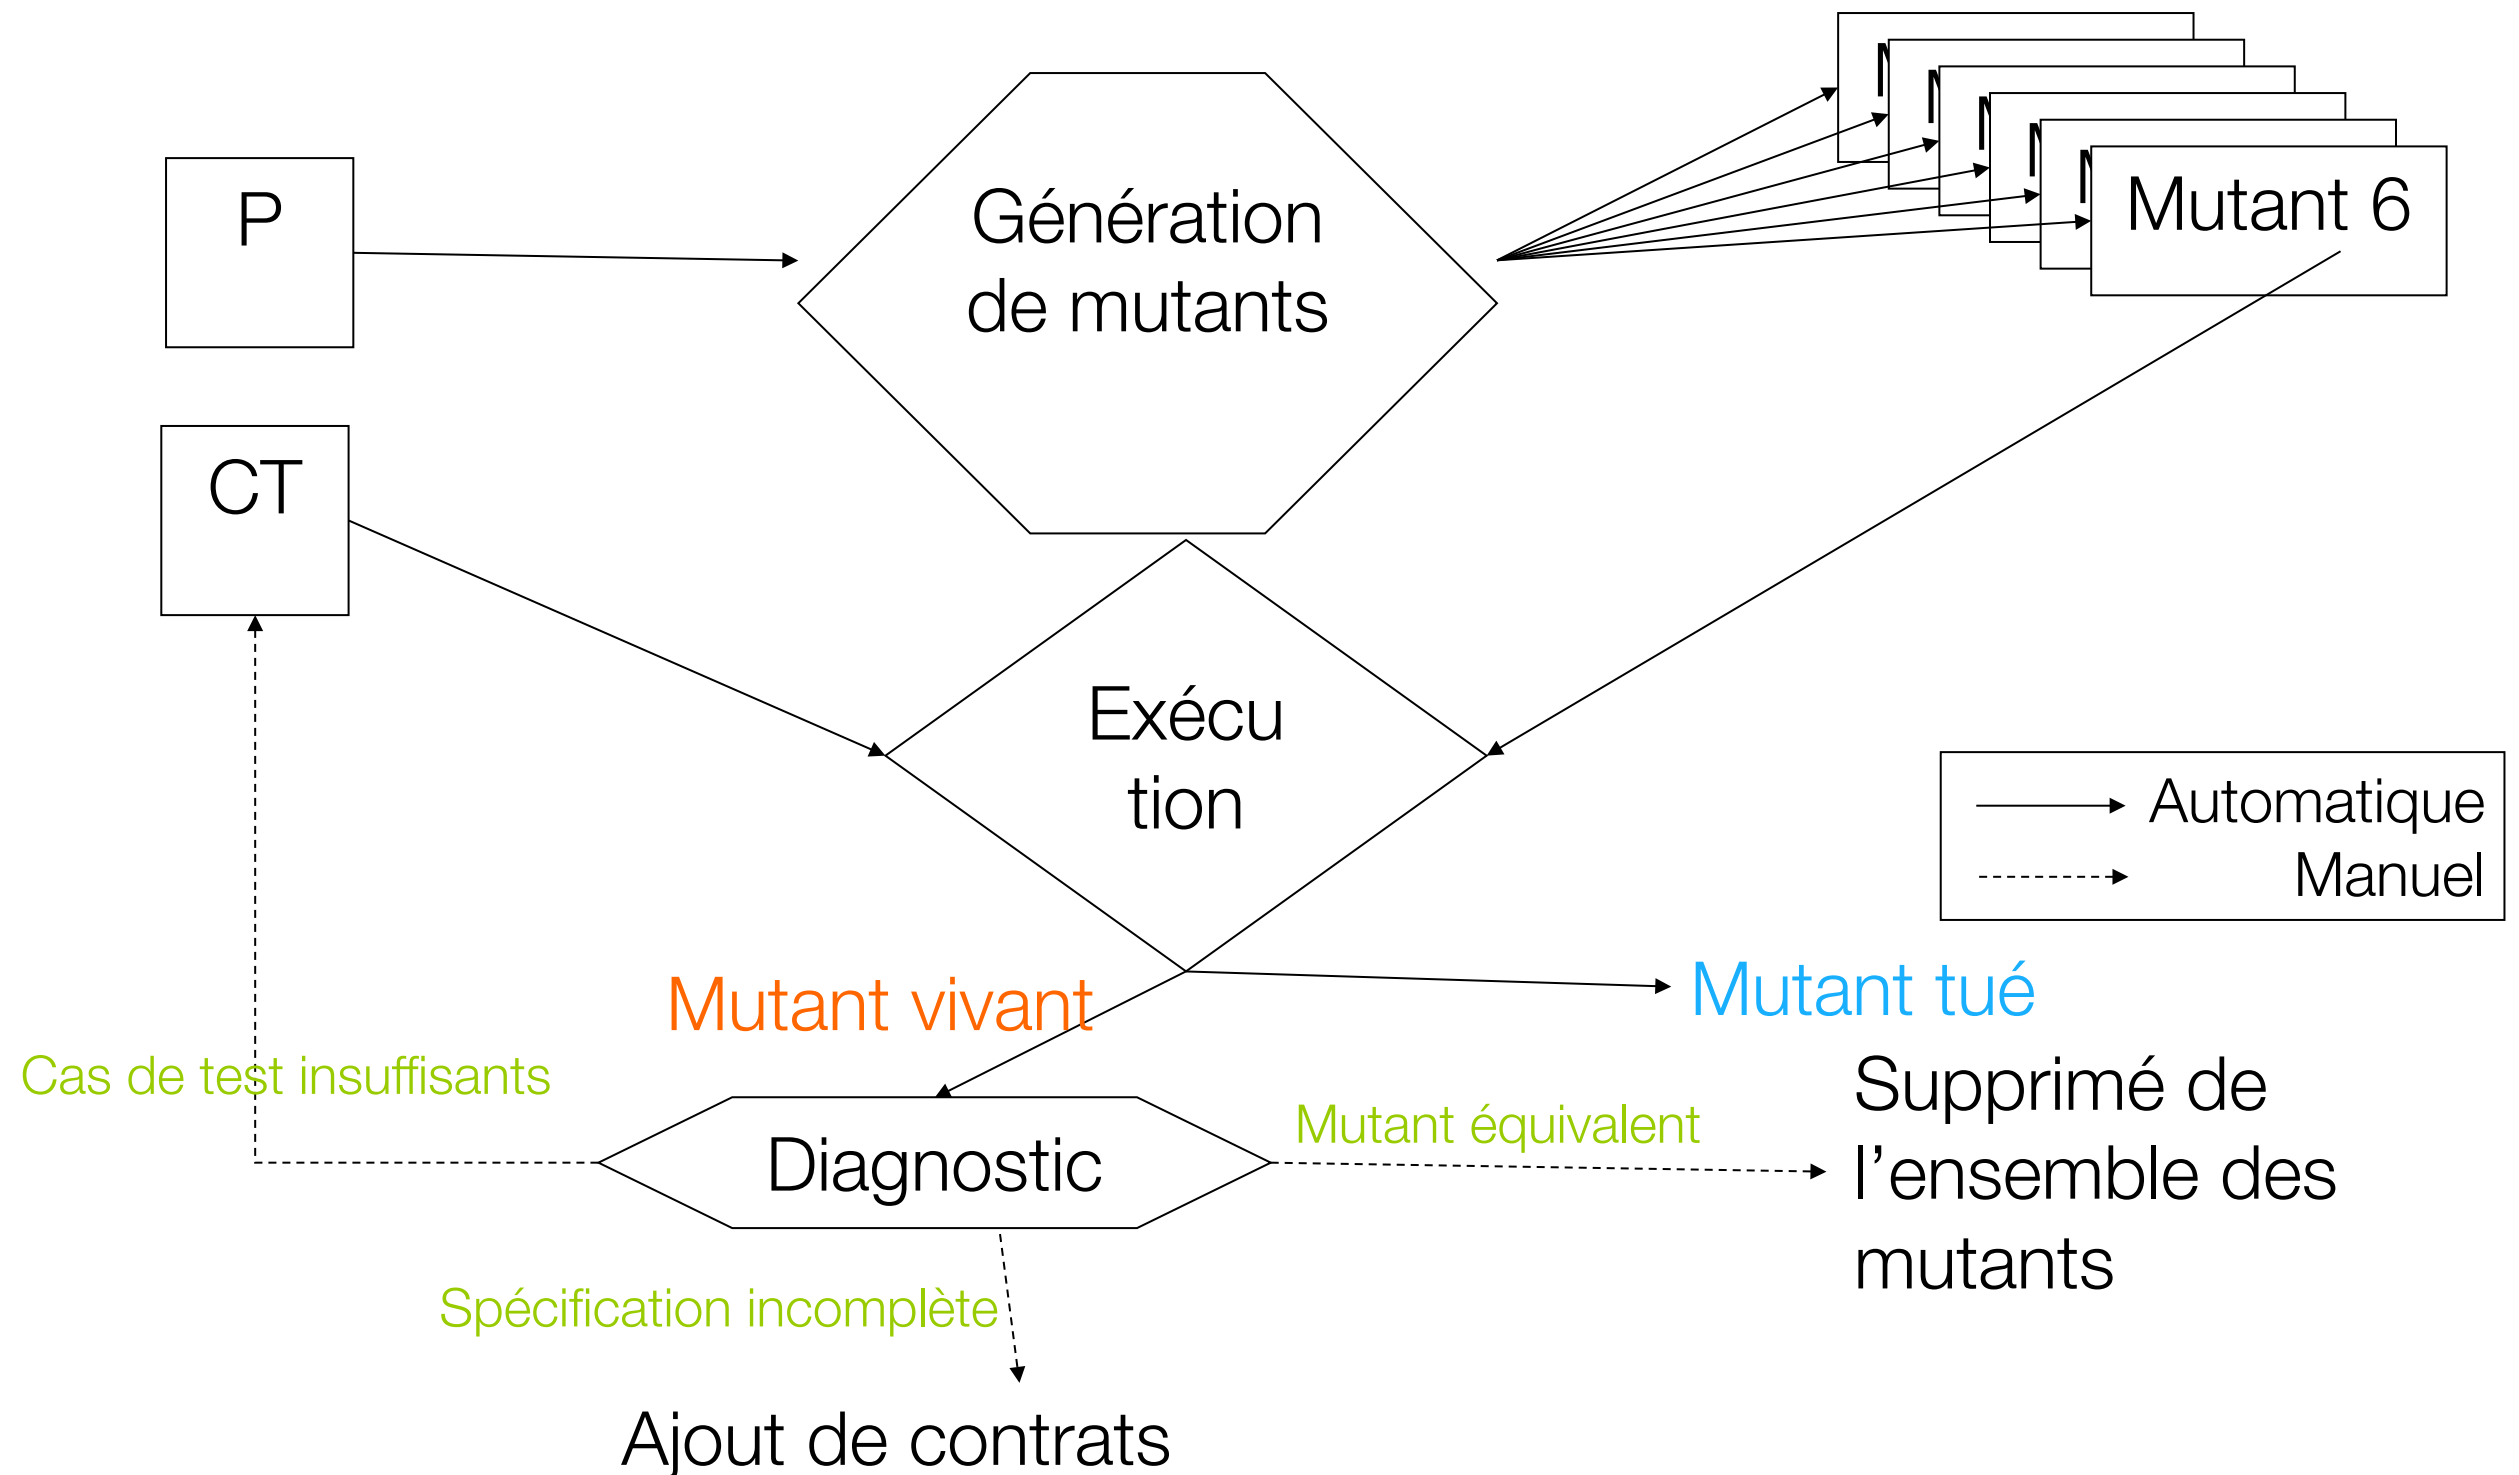 P
Génération
de mutants
Mutant 6
CT
Exécu
tion
Automatique
Manuel
Mutant vivant
Mutant tué
Cas de test insuffisants
Supprimé de
l’ensemble des
mutants
Mutant équivalent
Diagnostic
Spécification incomplète
Ajout de contrats